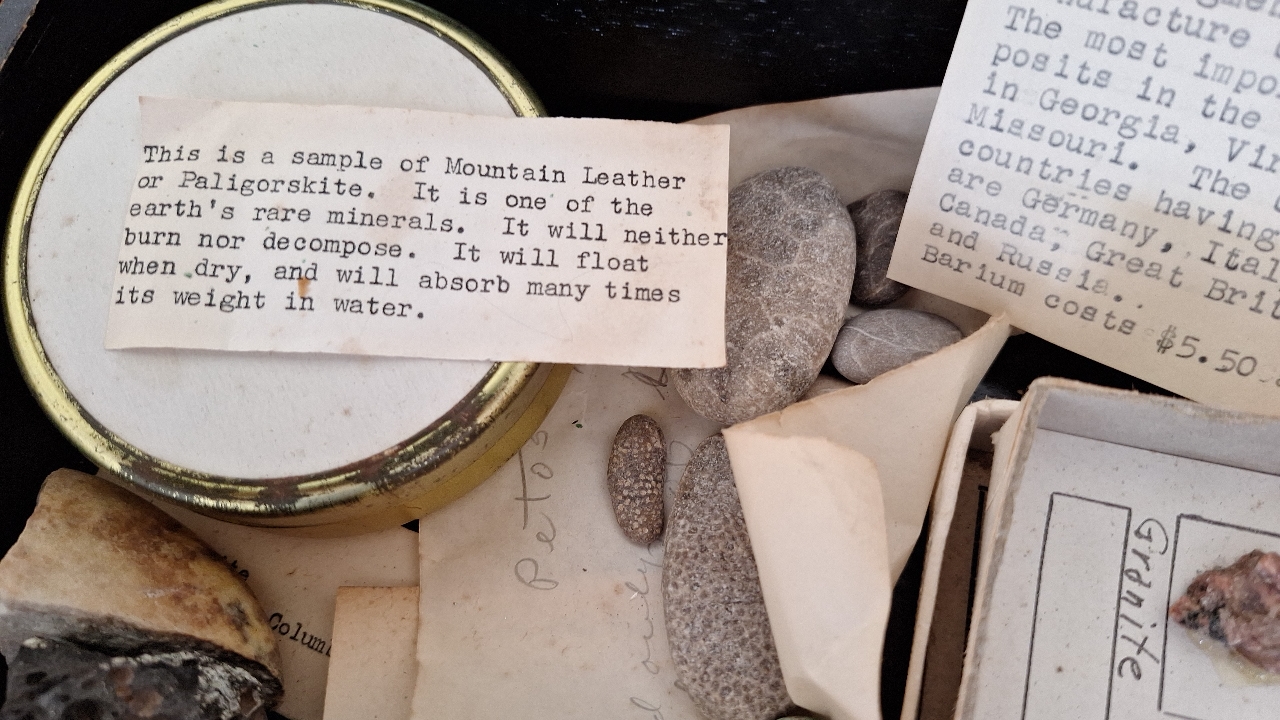 This is a sample of Mountain Leather
or Paligorskite. It is one of the
earth's rare minerals. It will neither
burn nor decompose. It will float
when dry, and will absorb many times
its weight in water.
The most impo
posits in the
in Georgia, Vir
Missouri. The
countries having
are Germany, Ital
Canada, Great Brit
and Russia..
Barium costs $5.50
Petos
only
Colum
Granite